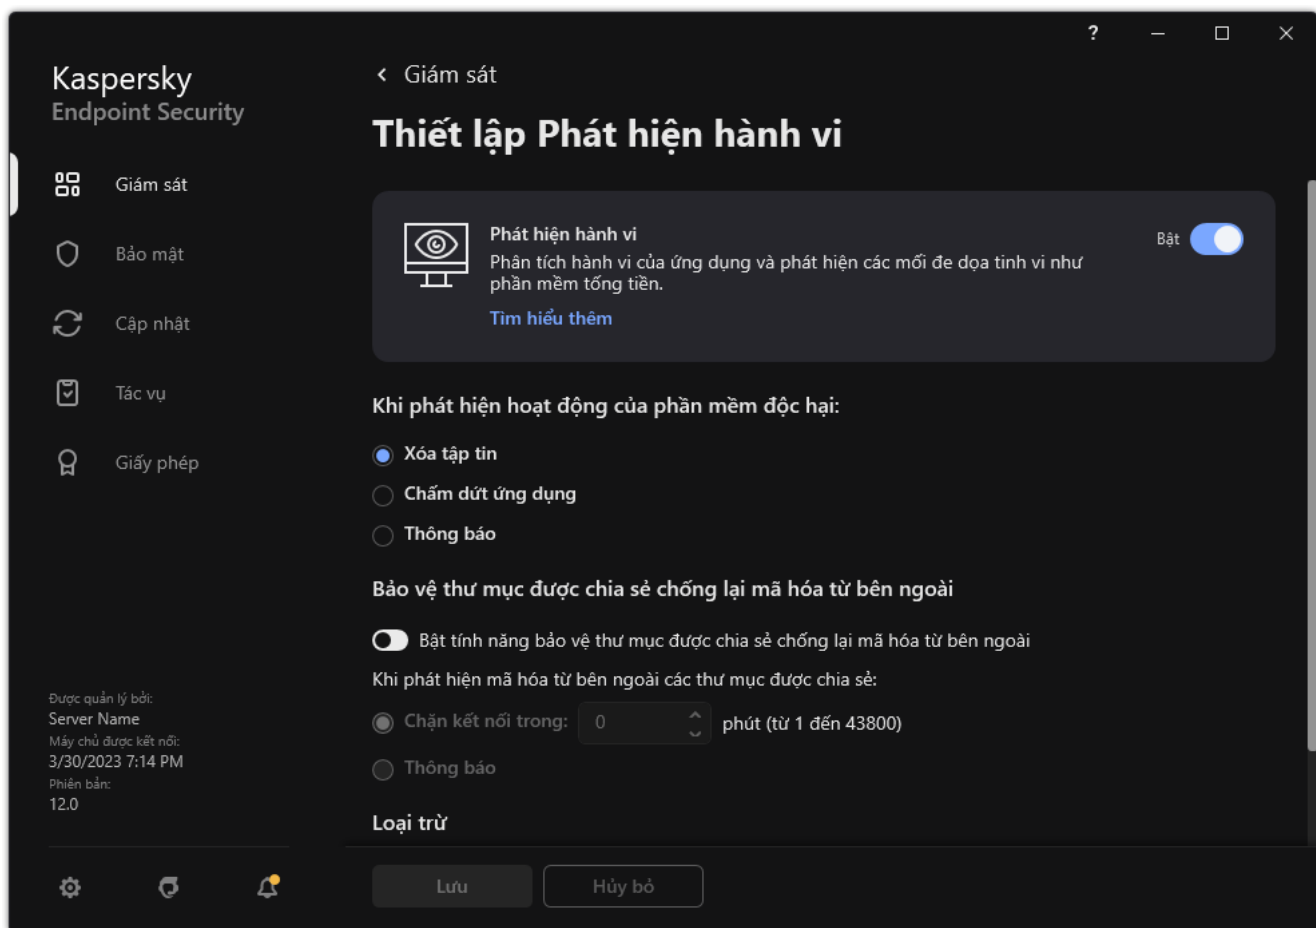 ?
Kaspersky
Endpoint Security
Giám sát
Bảo mật
Cập nhật
Tác vụ
Giấy phép
Được quản lý bởi:
Server Name
Máy chủ được kết nối:
3/30/2023 7:14 PM
Phiên bản:
12.0
Giám sát
Thiết lập Phát hiện hành vi
Phát hiện hành vi
Phân tích hành vi của ứng dụng và phát hiện các mối đe dọa tinh vi như
phần mềm tống tiền.
Tìm hiểu thêm
Bật
Khi phát hiện hoạt động của phần mềm độc hại:
Xóa tập tin
Chấm dứt ứng dụng
Thông báo
Bảo vệ thư mục được chia sẻ chống lại mã hóa từ bên ngoài
Bật tính năng bảo vệ thư mục được chia sẻ chống lại mã hóa từ bên ngoài
Khi phát hiện mã hóa từ bên ngoài các thư mục được chia sẻ:
Chặn kết nối trong: 0 phút (từ 1 đến 43800)
Thông báo
Loại trừ
Lưu
Hủy bỏ